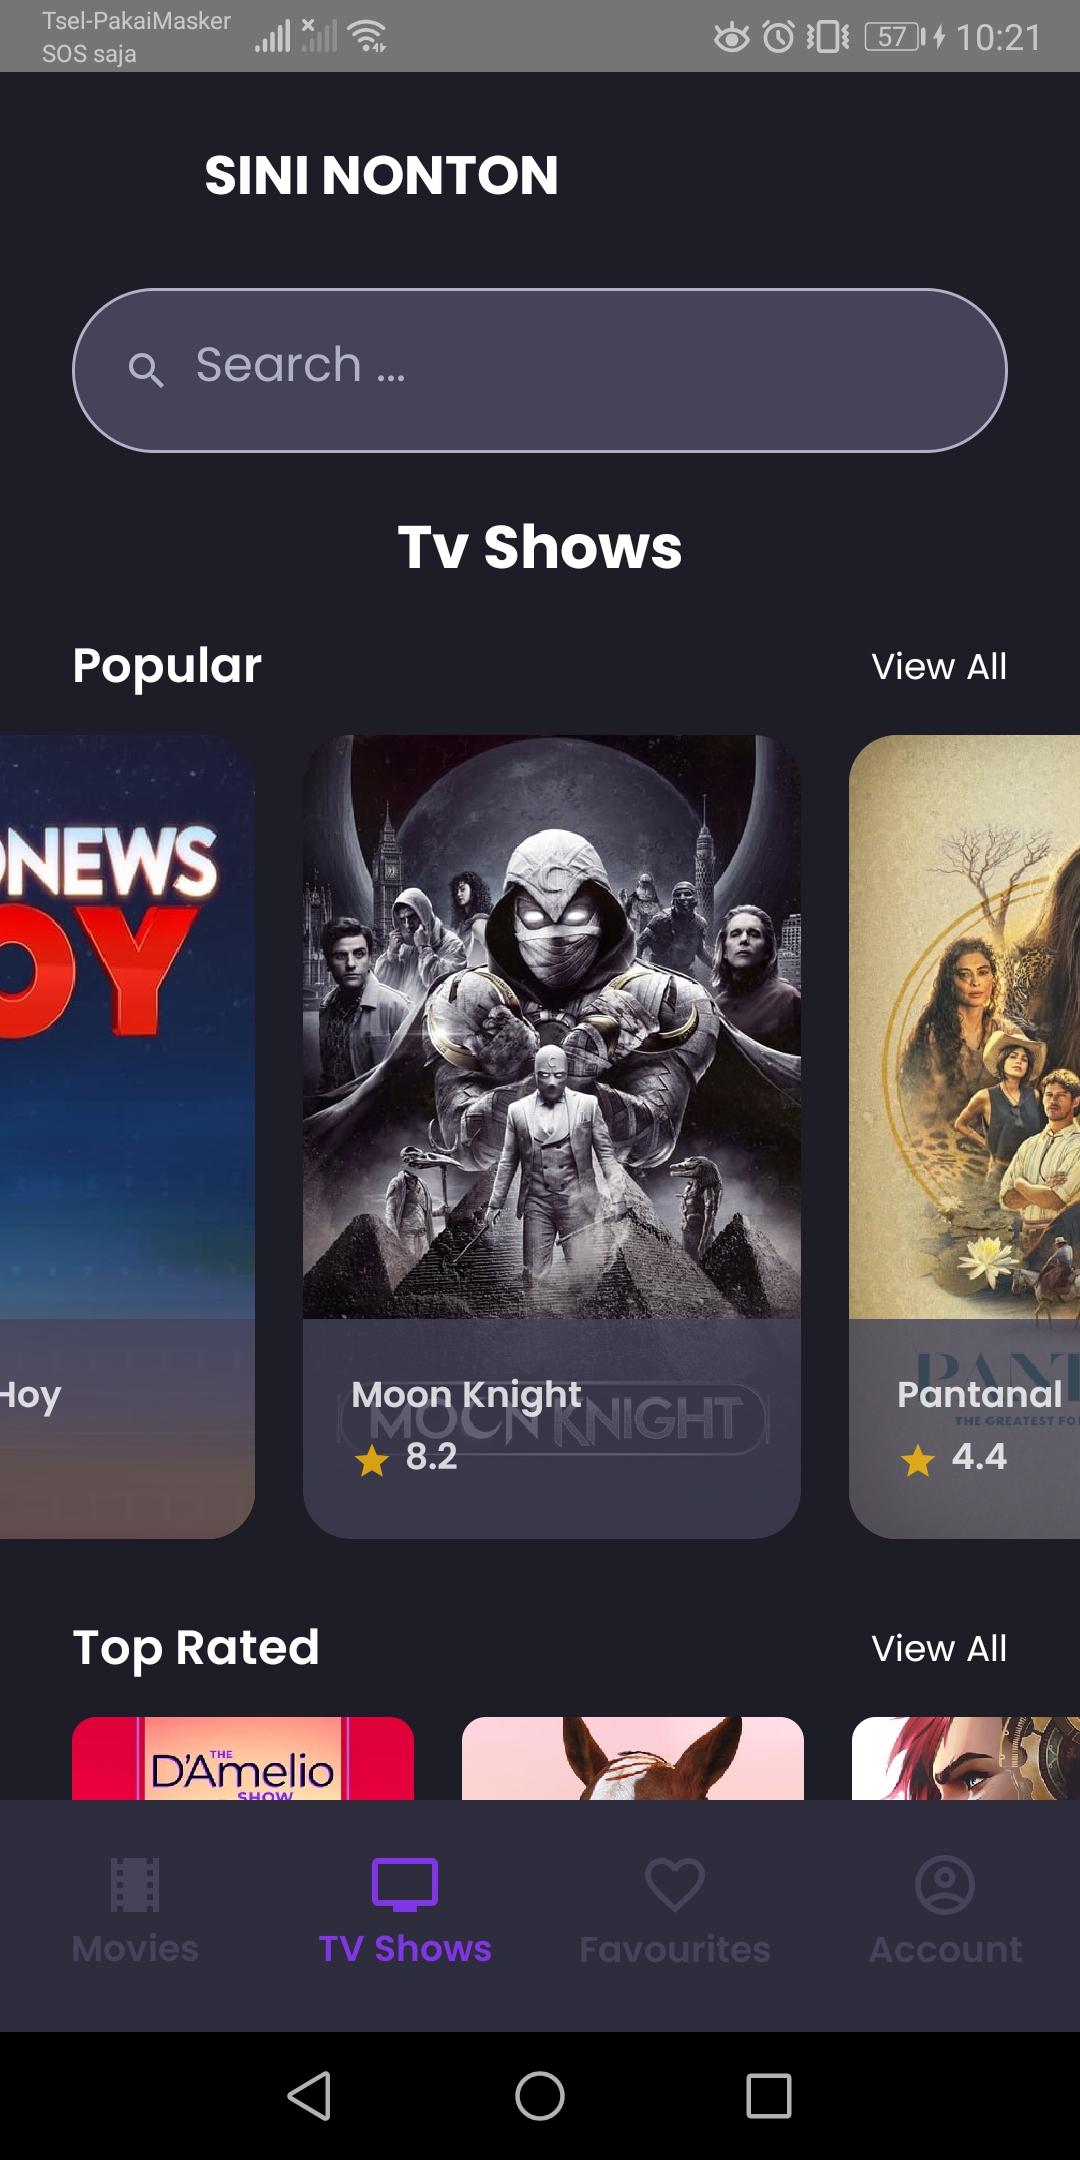 Tsel-PakaiMasker
SOS saja
57
10:21
SINI NONTON
Search ...
Tv Shows
Popular
View All
NEWS
OY
Hoy
MOON KNIGHT
Moon Knight
8.2
PANT
THE GREATEST FO
Pantanal
4.4
Top Rated
View All
THE
D'Amelio
SHOW
Movies
TV Shows
Favourites
Account